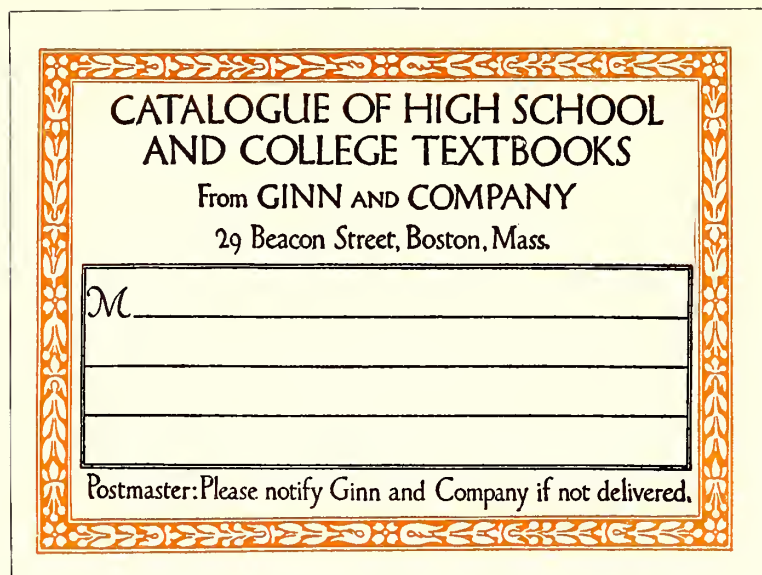 CATALOGUE OF HIGH SCHOOL
AND COLLEGE TEXTBOOKS
From GINN AND COMPANY
29 Beacon Street, Boston, Mass.
M
Postmaster: Please notify Ginn and Company if not delivered.